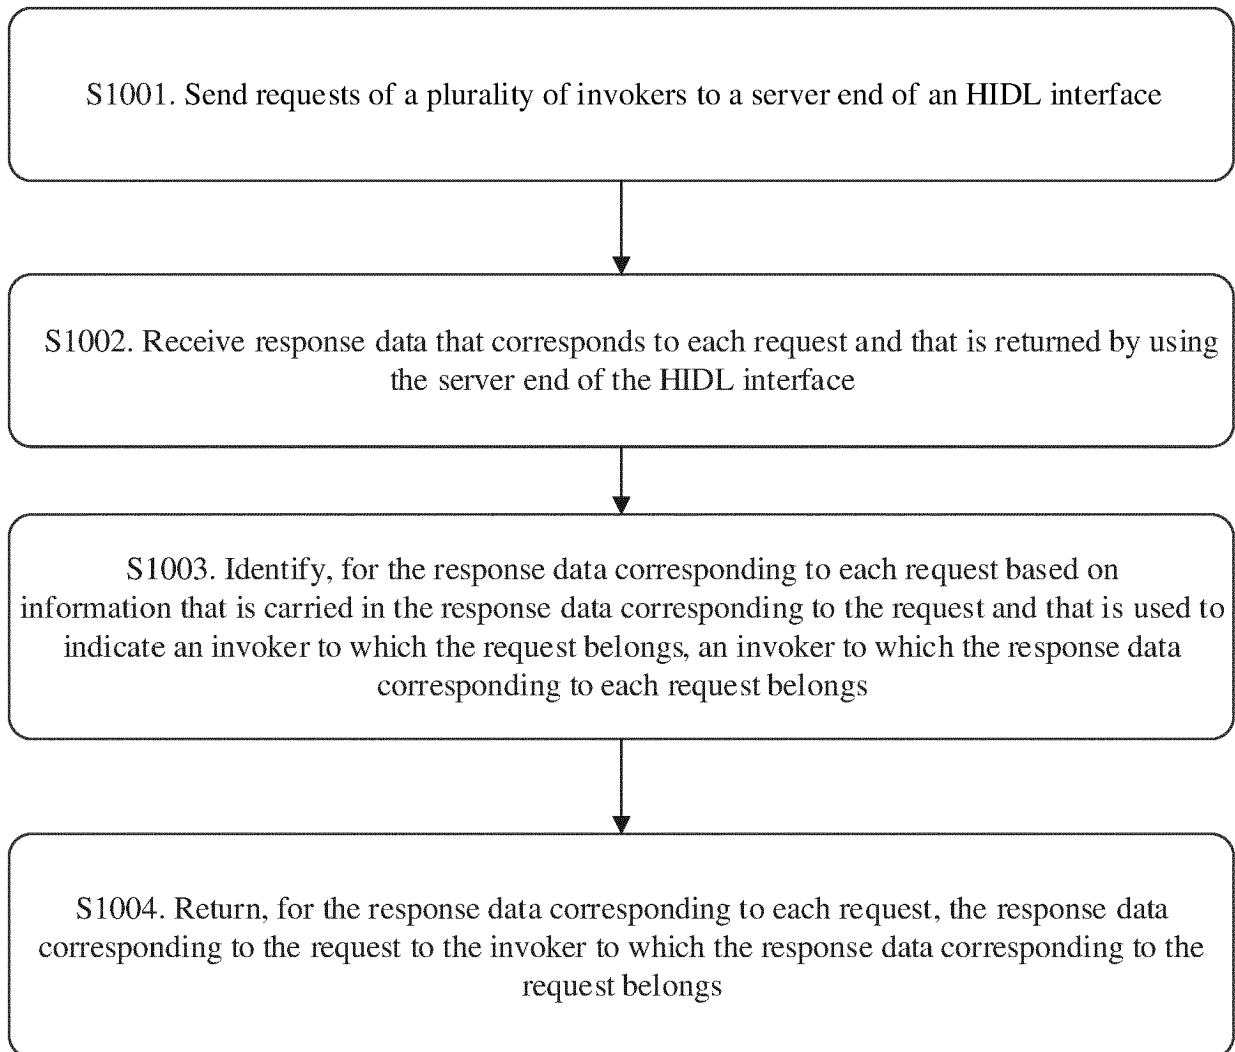 S1001. Send requests of a plurality of invokers to a server end of an HIDL interface
S1002. Receive response data that corresponds to each request and that is returned by using
the server end of the HIDL interface
S1003. Identify, for the response data corresponding to each request based on
information that is carried in the response data corresponding to the request and that is used to
indicate an invoker to which the request belongs, an invoker to which the response data
corresponding to each request belongs
S1004. Return, for the response data corresponding to each request, the response data
corresponding to the request to the invoker to which the response data corresponding to the
request belongs